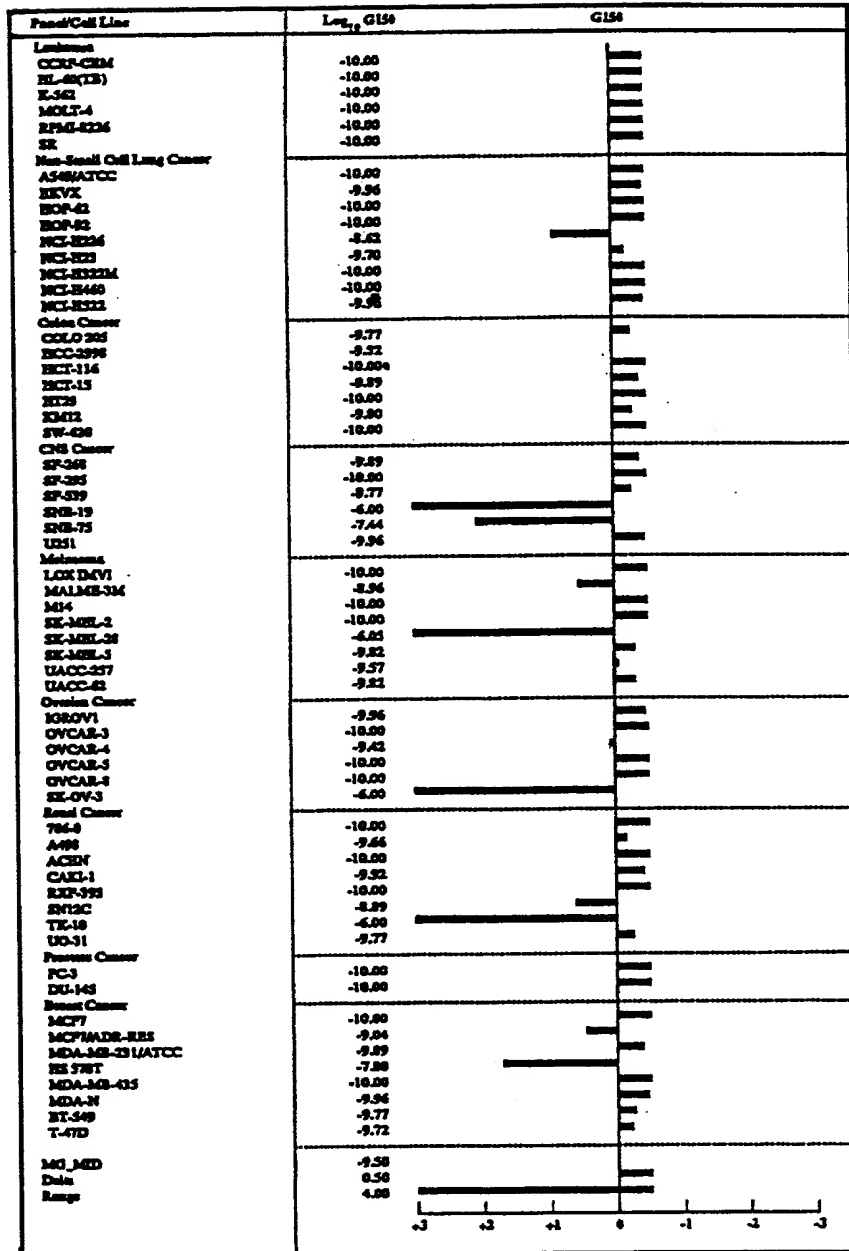 Panel/Cell Line Log10 GI50 GI50
Leukemia
CCRF-CEM -10.00
HL-60(TB) -10.00
K-562 -10.00
MOLT-4 -10.00
RPMI-8226 -10.00
SR -10.00
Non-Small Cell Lung Cancer
A549/ATCC -10.00
EKVX -9.96
HOP-62 -10.00
HOP-92 -10.00
NCI-H226 -8.62
NCI-H23 -9.70
NCI-H322M -10.00
NCI-H460 -10.00
NCI-H522 -9.96
Colon Cancer
COLO 205 -9.77
HCC-2998 -9.52
HCT-116 -10.00
HCT-15 -9.89
HT29 -10.00
KM12 -9.80
SW-620 -10.00
CNS Cancer
SF-268 -9.89
SF-295 -10.00
SF-539 -9.77
SNB-19 -6.00
SNB-75 -7.44
U251 -9.96
Melanoma
LOX IMVI -10.00
MALME-3M -8.96
M14 -10.00
SK-MEL-2 -10.00
SK-MEL-28 -6.05
SK-MEL-5 -9.82
UACC-257 -9.57
UACC-62 -9.82
Ovarian Cancer
IGROV1 -9.96
OVCAR-3 -10.00
OVCAR-4 -9.42
OVCAR-5 -10.00
OVCAR-8 -10.00
SK-OV-3 -6.00
Renal Cancer
786-0 -10.00
A498 -9.66
ACHN -10.00
CAKI-1 -9.92
RXF-393 -10.00
SN12C -8.89
TK-10 -6.00
UO-31 -9.77
Prostate Cancer
PC-3 -10.00
DU-145 -10.00
Breast Cancer
MCF7 -10.00
MCF7/ADR-RES -9.04
MDA-MB-231/ATCC -9.89
HS 578T -7.80
MDA-MB-435 -10.00
MDA-N -9.96
BT-549 -9.77
T-47D -9.72
MG_MID -9.50
Delta 0.50
Range 4.00
+3 +2 +1 0 -1 -2 -3